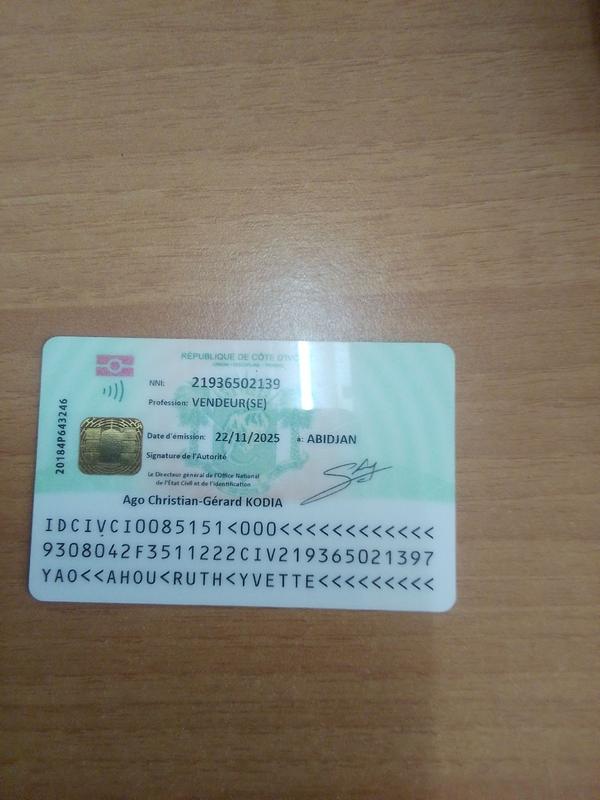 RÉPUBLIQUE DE CÔTE D'IVOIRE
NNI: 21936502139
Profession: VENDEUR(SE)
Date d'émission: 22/11/2025 à: ABIDJAN
Signature de l'Autorité
Le Directeur général de l'Office National
de l'État Civil et de l'Identification
Ago Christian-Gérard KODIA
20184P643246
IDCIVCI0085151<000<<<<<<<<<<<<
9308042F3511222CIV219365021397
YAO<<AHOU<RUTH<YVETTE<<<<<<<<<